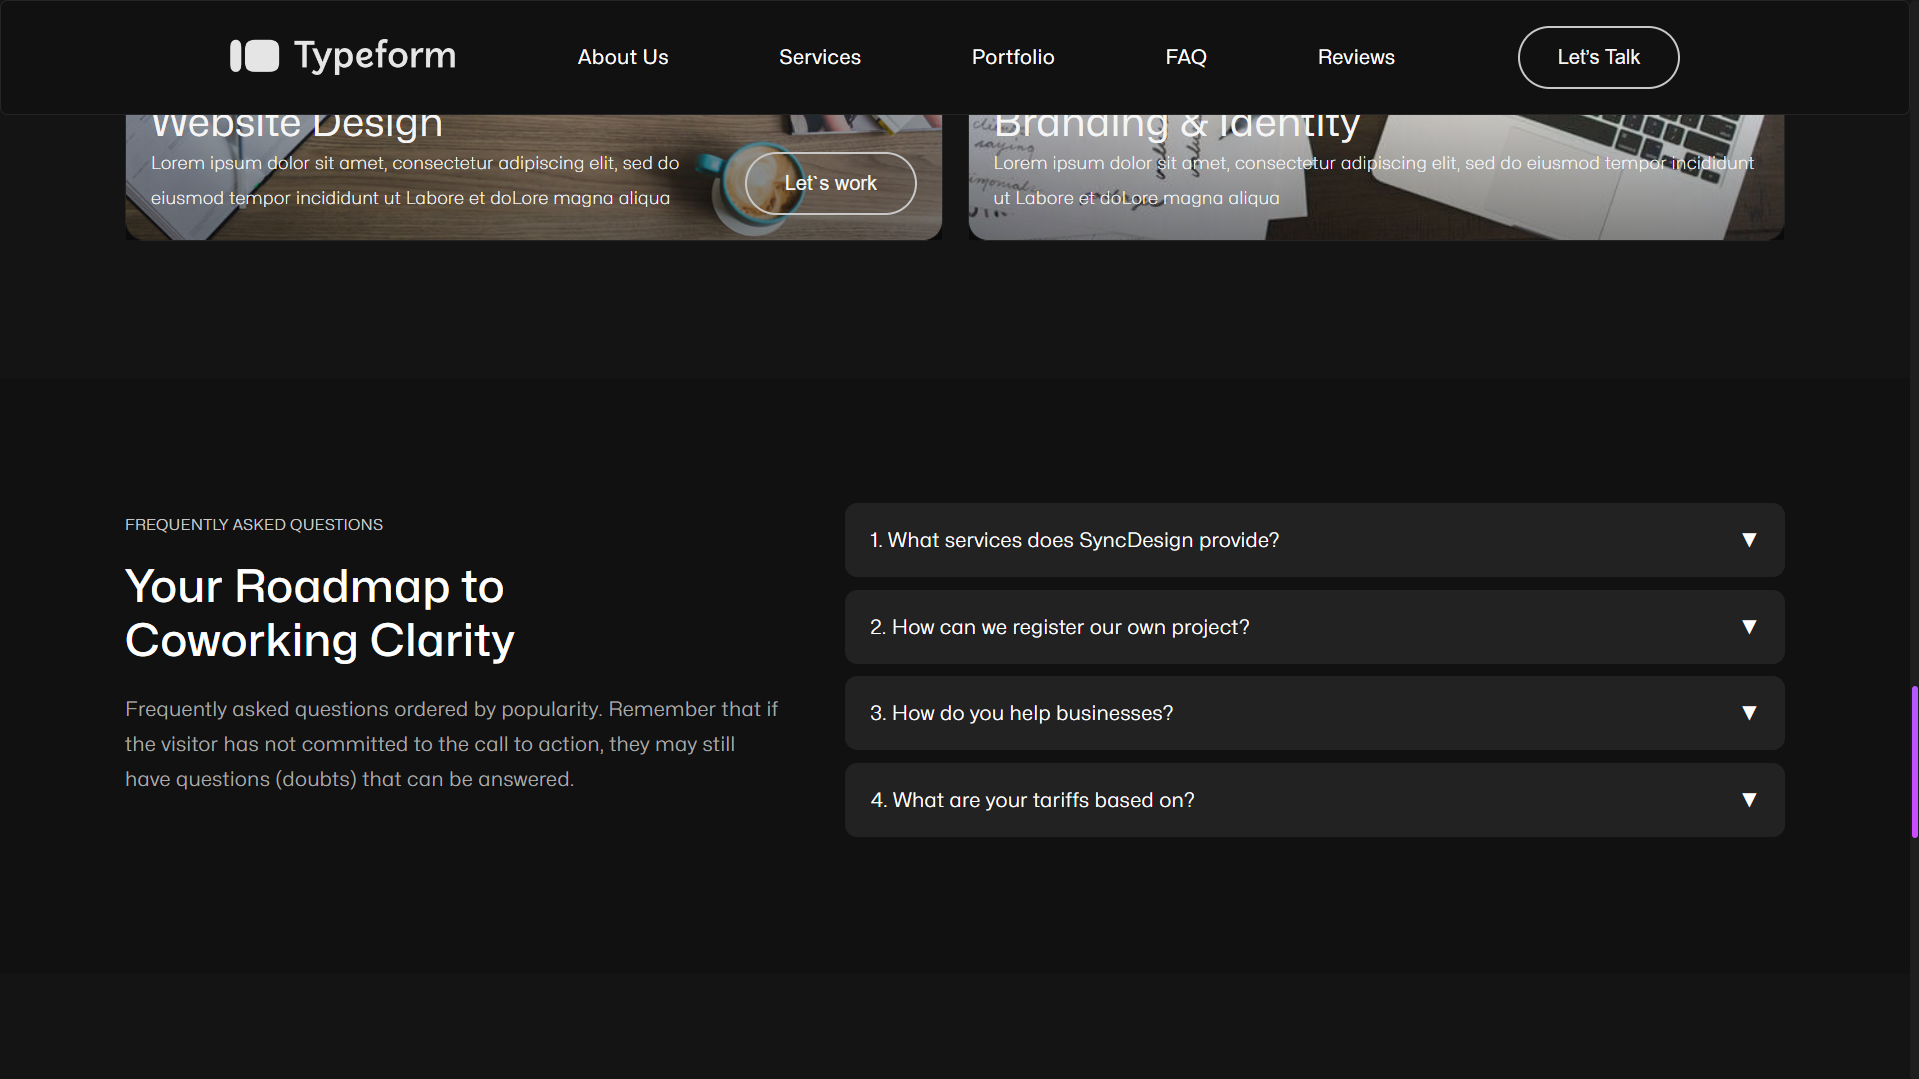 Typeform
About Us
Services
Portfolio
FAQ
Reviews
Let's Talk
Website Design
Lorem ipsum dolor sit amet, consectetur adipiscing elit, sed do
eiusmod tempor incididunt ut Labore et doLore magna aliqua
Let`s work
Branding & Identity
Lorem ipsum dolor sit amet, consectetur adipiscing elit, sed do eiusmod tempor incididunt
ut Labore et doLore magna aliqua
FREQUENTLY ASKED QUESTIONS
Your Roadmap to
Coworking Clarity
Frequently asked questions ordered by popularity. Remember that if
the visitor has not committed to the call to action, they may still
have questions (doubts) that can be answered.
1. What services does SyncDesign provide?
2. How can we register our own project?
3. How do you help businesses?
4. What are your tariffs based on?